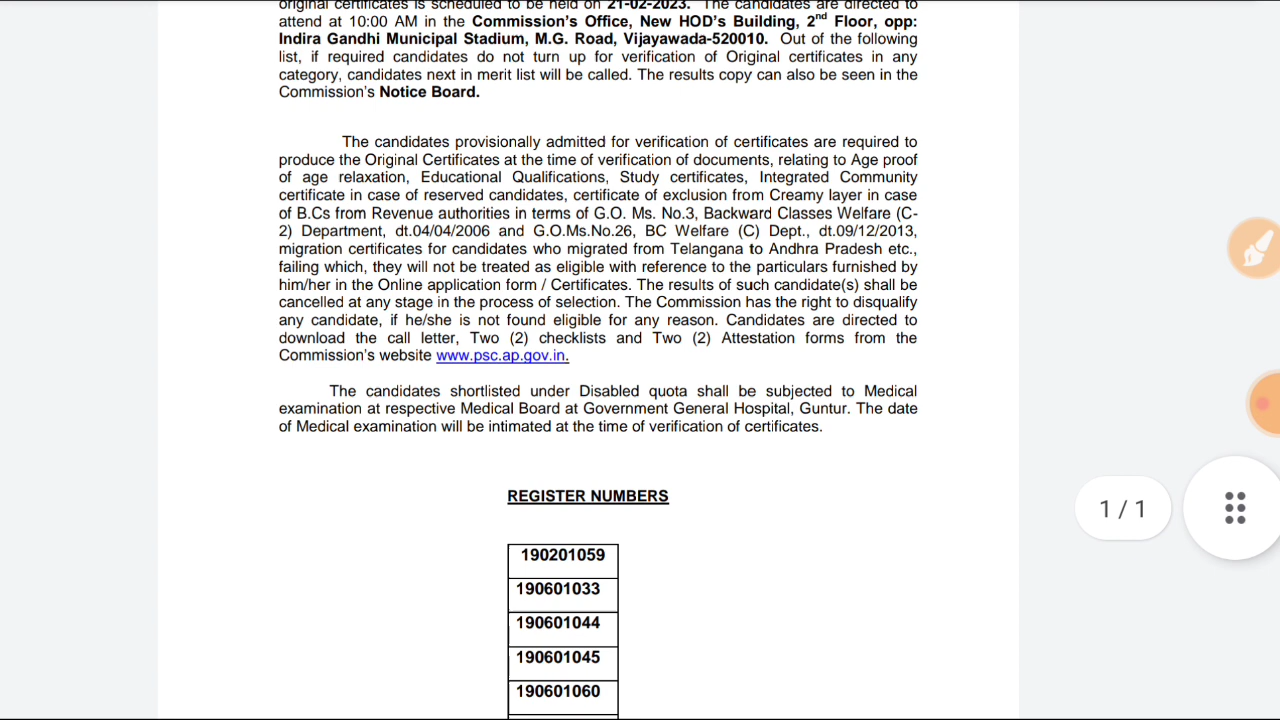 original certificates is scheduled to be held on 21-02-2023. The candidates are directed to
attend at 10:00 AM in the Commission's Office, New HOD's Building, 2nd Floor, opp:
Indira Gandhi Municipal Stadium, M.G. Road, Vijayawada-520010. Out of the following
list, if required candidates do not turn up for verification of Original certificates in any
category, candidates next in merit list will be called. The results copy can also be seen in the
Commission's Notice Board.
The candidates provisionally admitted for verification of certificates are required to
produce the Original Certificates at the time of verification of documents, relating to Age proof
of age relaxation, Educational Qualifications, Study certificates, Integrated Community
certificate in case of reserved candidates, certificate of exclusion from Creamy layer in case
of B.Cs from Revenue authorities in terms of G.O. Ms. No.3, Backward Classes Welfare (C-
2) Department, dt.04/04/2006 and G.O.Ms.No.26, BC Welfare (C) Dept., dt.09/12/2013,
migration certificates for candidates who migrated from Telangana to Andhra Pradesh etc.,
failing which, they will not be treated as eligible with reference to the particulars furnished by
him/her in the Online application form / Certificates. The results of such candidate(s) shall be
cancelled at any stage in the process of selection. The Commission has the right to disqualify
any candidate, if he/she is not found eligible for any reason. Candidates are directed to
download the call letter, Two (2) checklists and Two (2) Attestation forms from the
Commission's website www.psc.ap.gov.in.
The candidates shortlisted under Disabled quota shall be subjected to Medical
examination at respective Medical Board at Government General Hospital, Guntur. The date
of Medical examination will be intimated at the time of verification of certificates.
REGISTER NUMBERS
1 / 1
190201059
190601033
190601044
190601045
190601060